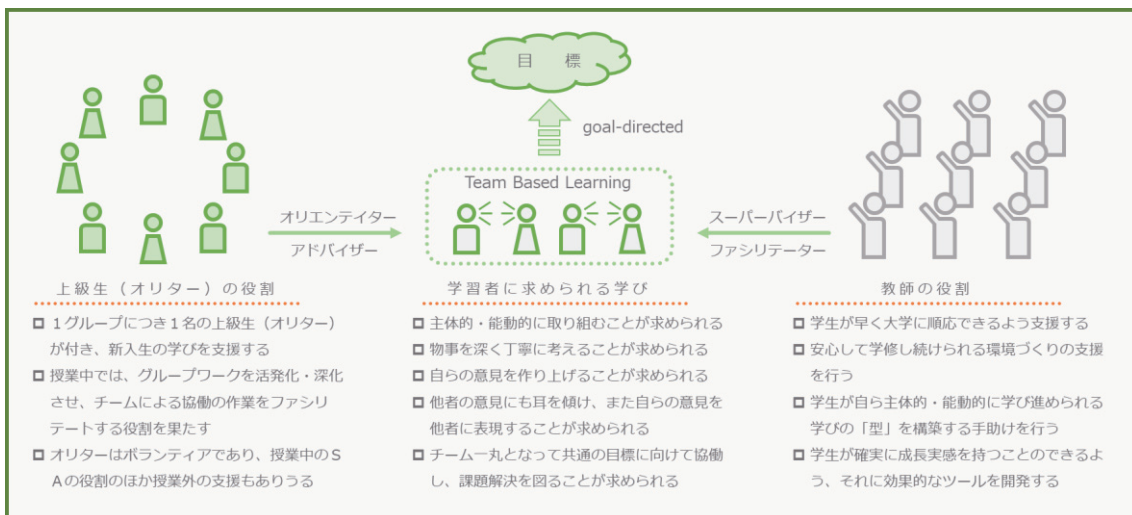 目　標
goal-directed
Team Based Learning
オリエンテイター
アドバイザー
スーパーバイザー
ファシリテーター
上級生（オリター）の役割
□ １グループにつき１名の上級生（オリター）
が付き、新入生の学びを支援する
□ 授業中では、グループワークを活発化・深化
させ、チームによる協働の作業をファシリ
テートする役割を果たす
□ オリターはボランティアであり、授業中のＳ
Ａの役割のほか授業外の支援もありうる
学習者に求められる学び
□ 主体的・能動的に取り組むことが求められる
□ 物事を深く丁寧に考えることが求められる
□ 自らの意見を作り上げることが求められる
□ 他者の意見にも耳を傾け、また自らの意見を
他者に表現することが求められる
□ チーム一丸となって共通の目標に向けて協働
し、課題解決を図ることが求められる
教師の役割
□ 学生が早く大学に順応できるよう支援する
□ 安心して学修し続けられる環境づくりの支援
を行う
□ 学生が自ら主体的・能動的に学び進められる
学びの「型」を構築する手助けを行う
□ 学生が確実に成長実感を持つことのできるよ
う、それに効果的なツールを開発する